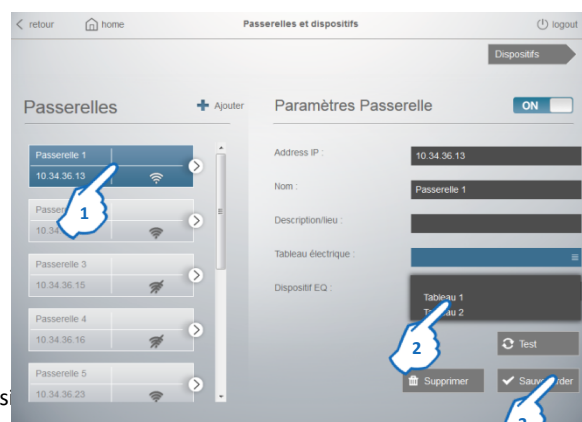 retour home Passerelles et dispositifs logout
Dispositifs
Passerelles Ajouter
Passerelle 1
10.34.36.13
1
10.34
Passerelle 3
10.34.36.15
Passerelle 4
10.34.36.16
Passerelle 5
10.34.36.23
Paramètres Passerelle ON
Address IP : 10.34.36.13
Nom : Passerelle 1
Description/lieu :
Tableau électrique :
Dispositif EQ :
Tableau 1
2
Test
Supprimer
si